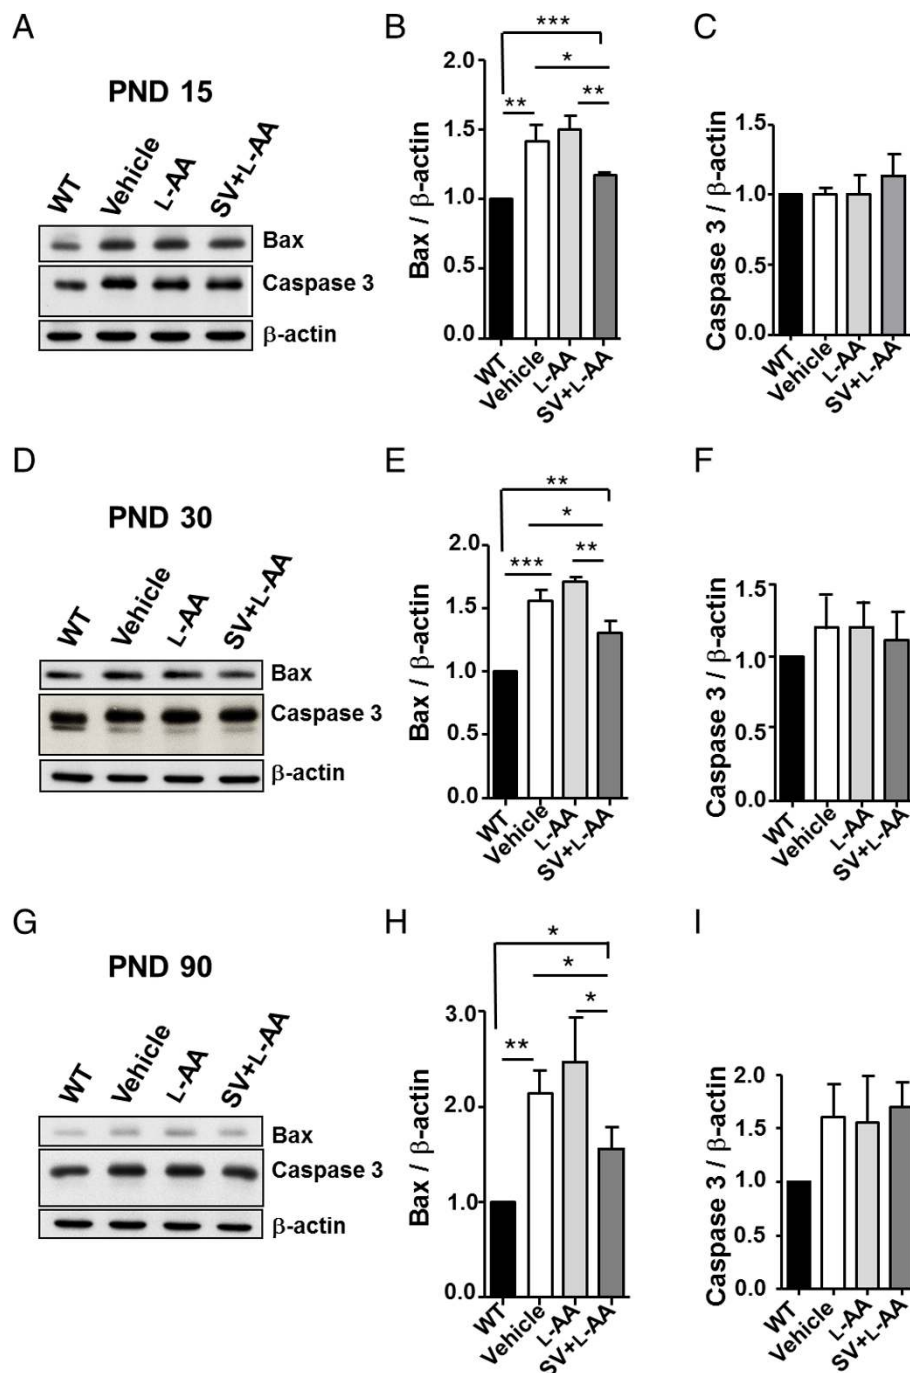 A
PND 15
WT
Vehicle
L-AA
SV+L-AA
Bax
Caspase 3
β-actin
B
***
*
**
**
2.0
1.5
1.0
0.5
0.0
Bax / β-actin
WT
Vehicle
L-AA
SV+L-AA
C
1.5
1.0
0.5
0.0
Caspase 3 / β-actin
WT
Vehicle
L-AA
SV+L-AA
D
PND 30
WT
Vehicle
L-AA
SV+L-AA
Bax
Caspase 3
β-actin
E
**
*
**
***
2.0
1.5
1.0
0.5
0.0
Bax / β-actin
WT
Vehicle
L-AA
SV+L-AA
F
1.5
1.0
0.5
0.0
Caspase 3 / β-actin
WT
Vehicle
L-AA
SV+L-AA
G
PND 90
WT
Vehicle
L-AA
SV+L-AA
Bax
Caspase 3
β-actin
H
*
*
*
**
3.0
2.0
1.0
0.0
Bax / β-actin
WT
Vehicle
L-AA
SV+L-AA
I
2.0
1.5
1.0
0.5
0.0
Caspase 3 / β-actin
WT
Vehicle
L-AA
SV+L-AA